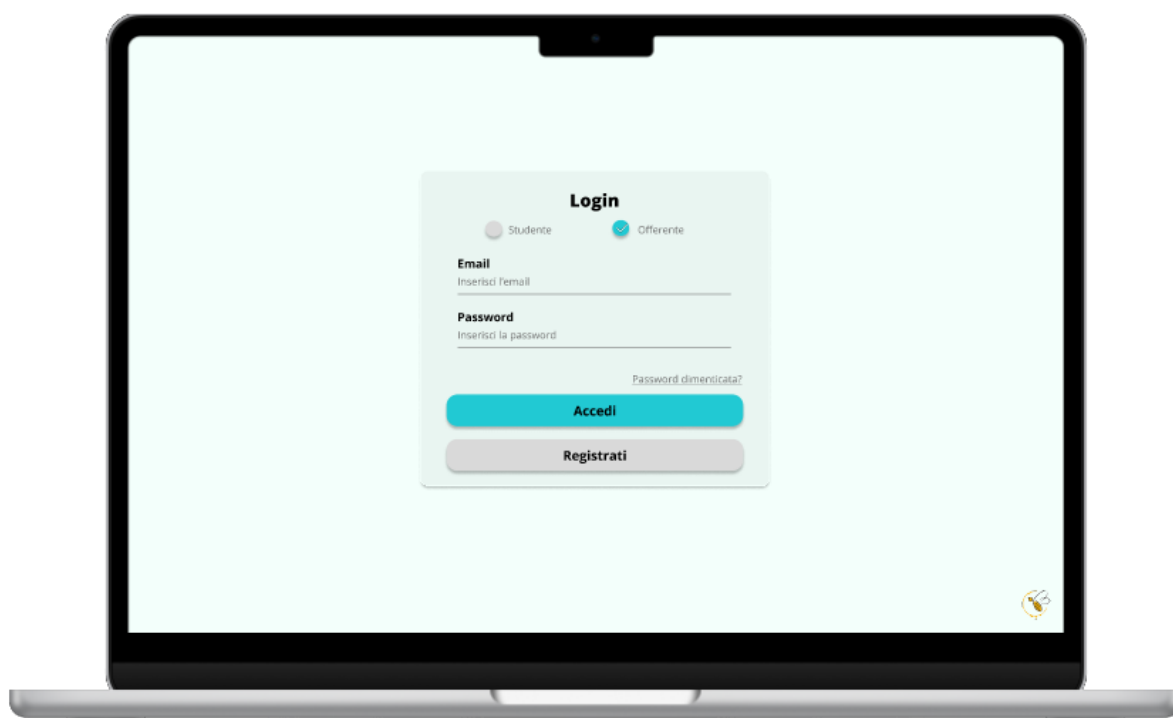 Login
Studente Offerente
Email
Inserisci l'email
Password
Inserisci la password
Password dimenticata?
Accedi
Registrati